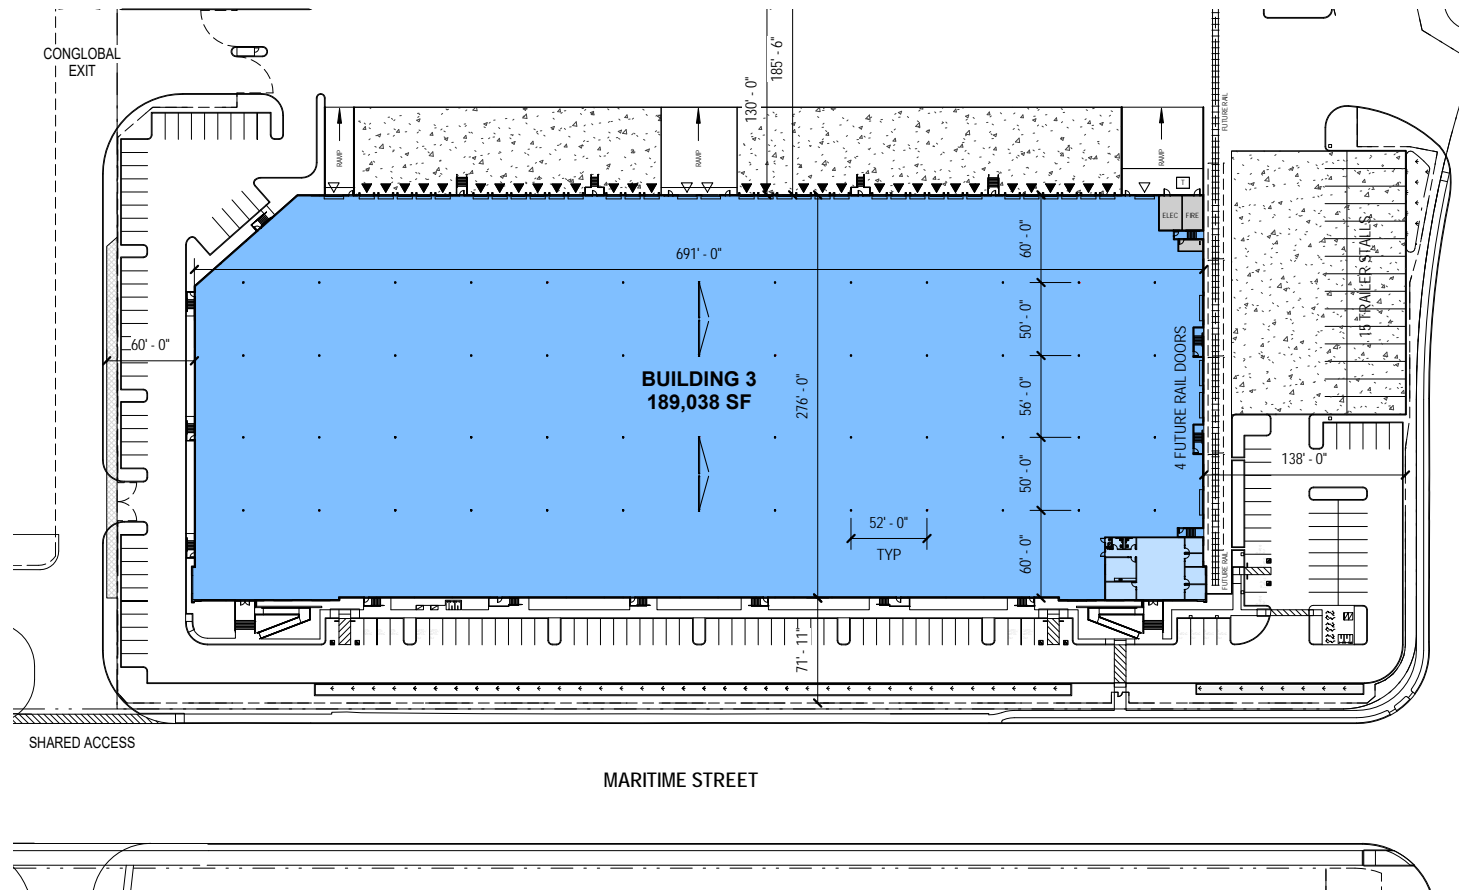 CONGLOBAL
EXIT
130' - 0"
185' - 6"
FUTURE RAIL
RAMP
RAMP
RAMP
T
ELEC
FIRE
691' - 0"
60' - 0"
15 TRAILER STALLS
50' - 0"
60' - 0"
4 FUTURE RAIL DOORS
BUILDING 3
189,038 SF
276' - 0"
56' - 0"
138' - 0"
50' - 0"
52' - 0"
TYP
60' - 0"
FUTURE RAIL
71' - 11"
SHARED ACCESS
MARITIME STREET